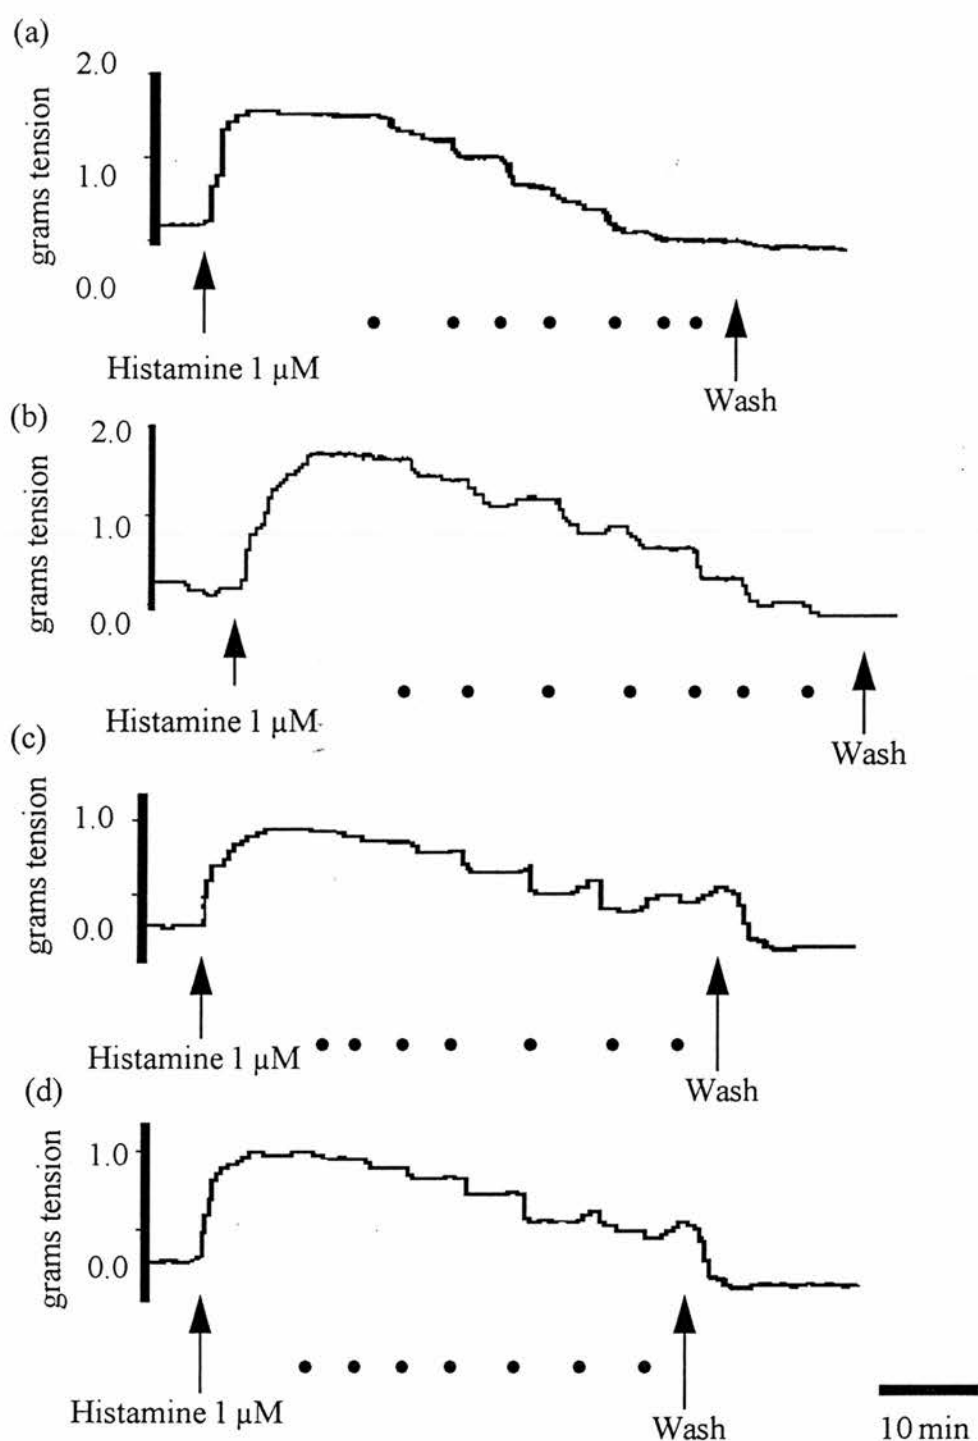 (a)
2.0
1.0
0.0
grams tension
Histamine 1 µM
Wash
(b)
2.0
1.0
0.0
grams tension
Histamine 1 µM
Wash
(c)
1.0
0.0
grams tension
Histamine 1 µM
Wash
(d)
1.0
0.0
grams tension
Histamine 1 µM
Wash
10 min